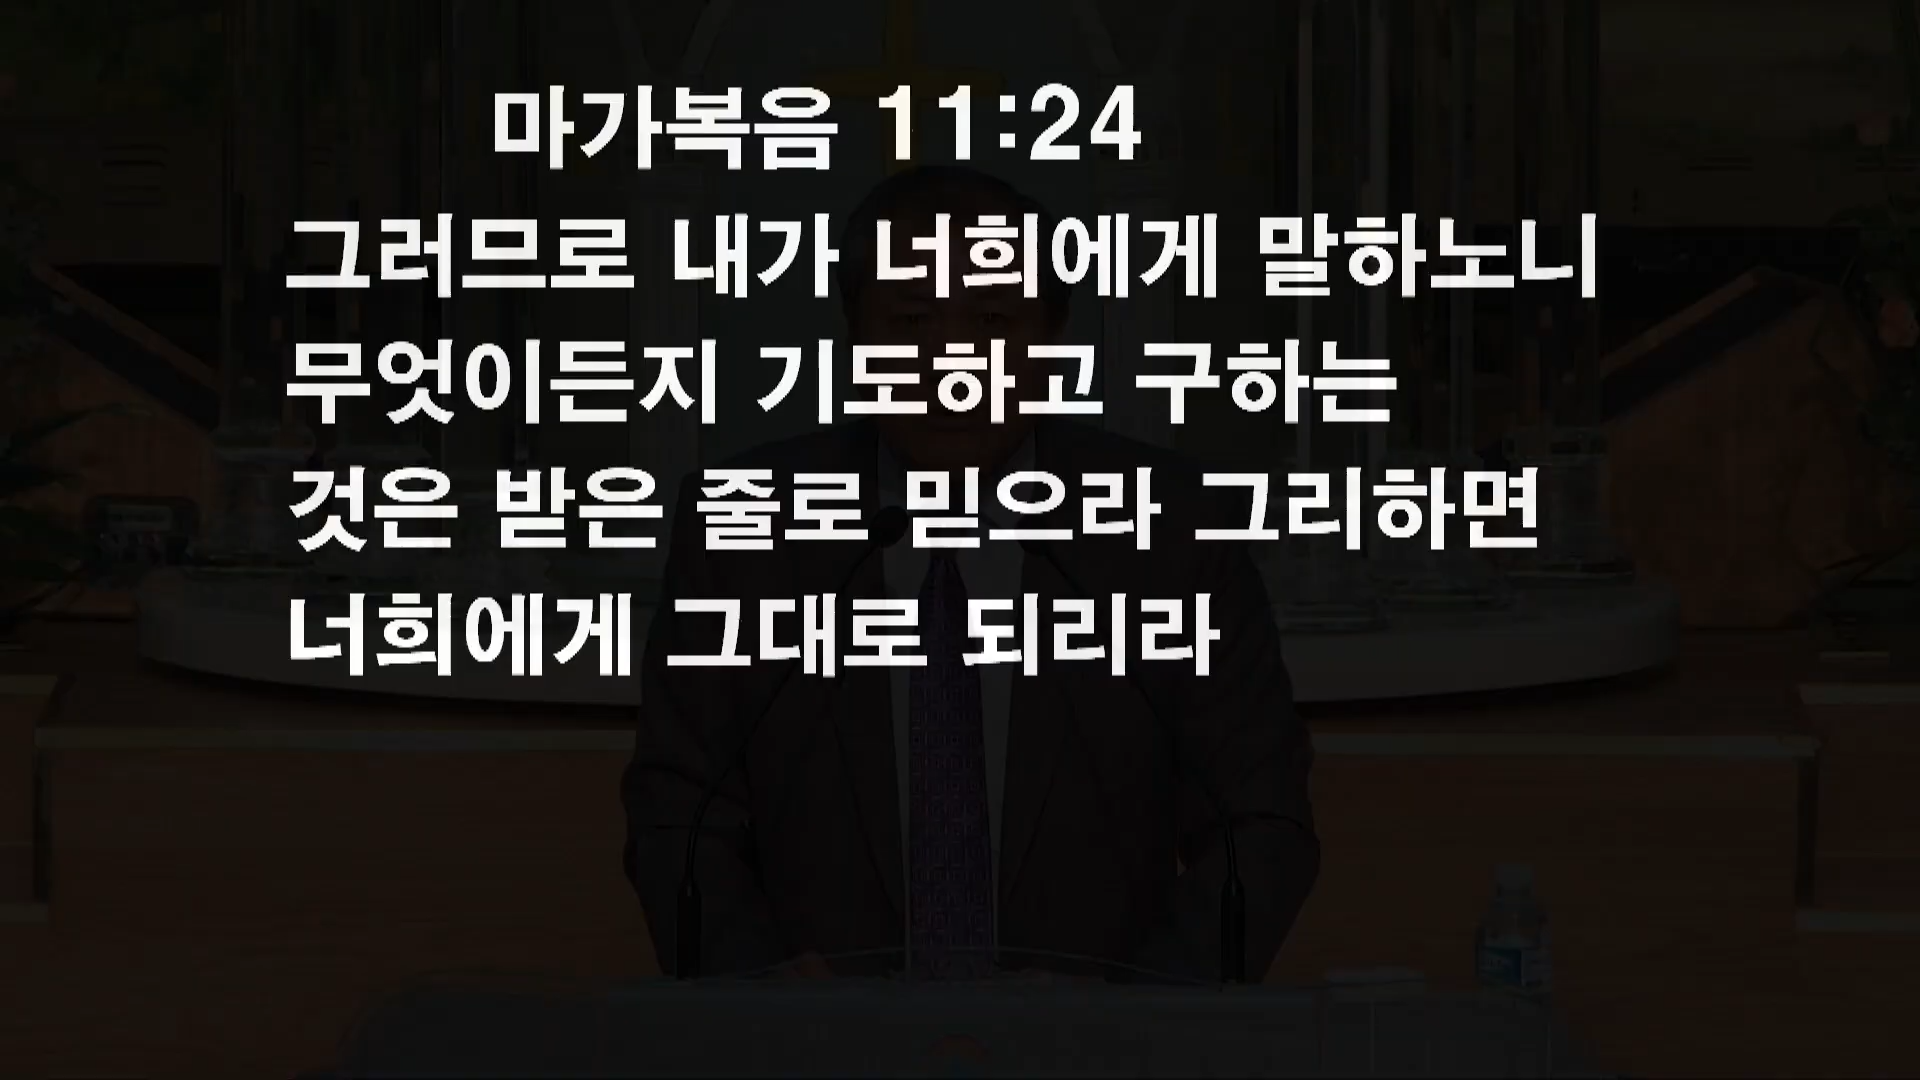 마가복음 11:24
그러므로 내가 너희에게 말하노니
무엇이든지 기도하고 구하는
것은 받은 줄로 믿으라 그리하면
너희에게 그대로 되리라